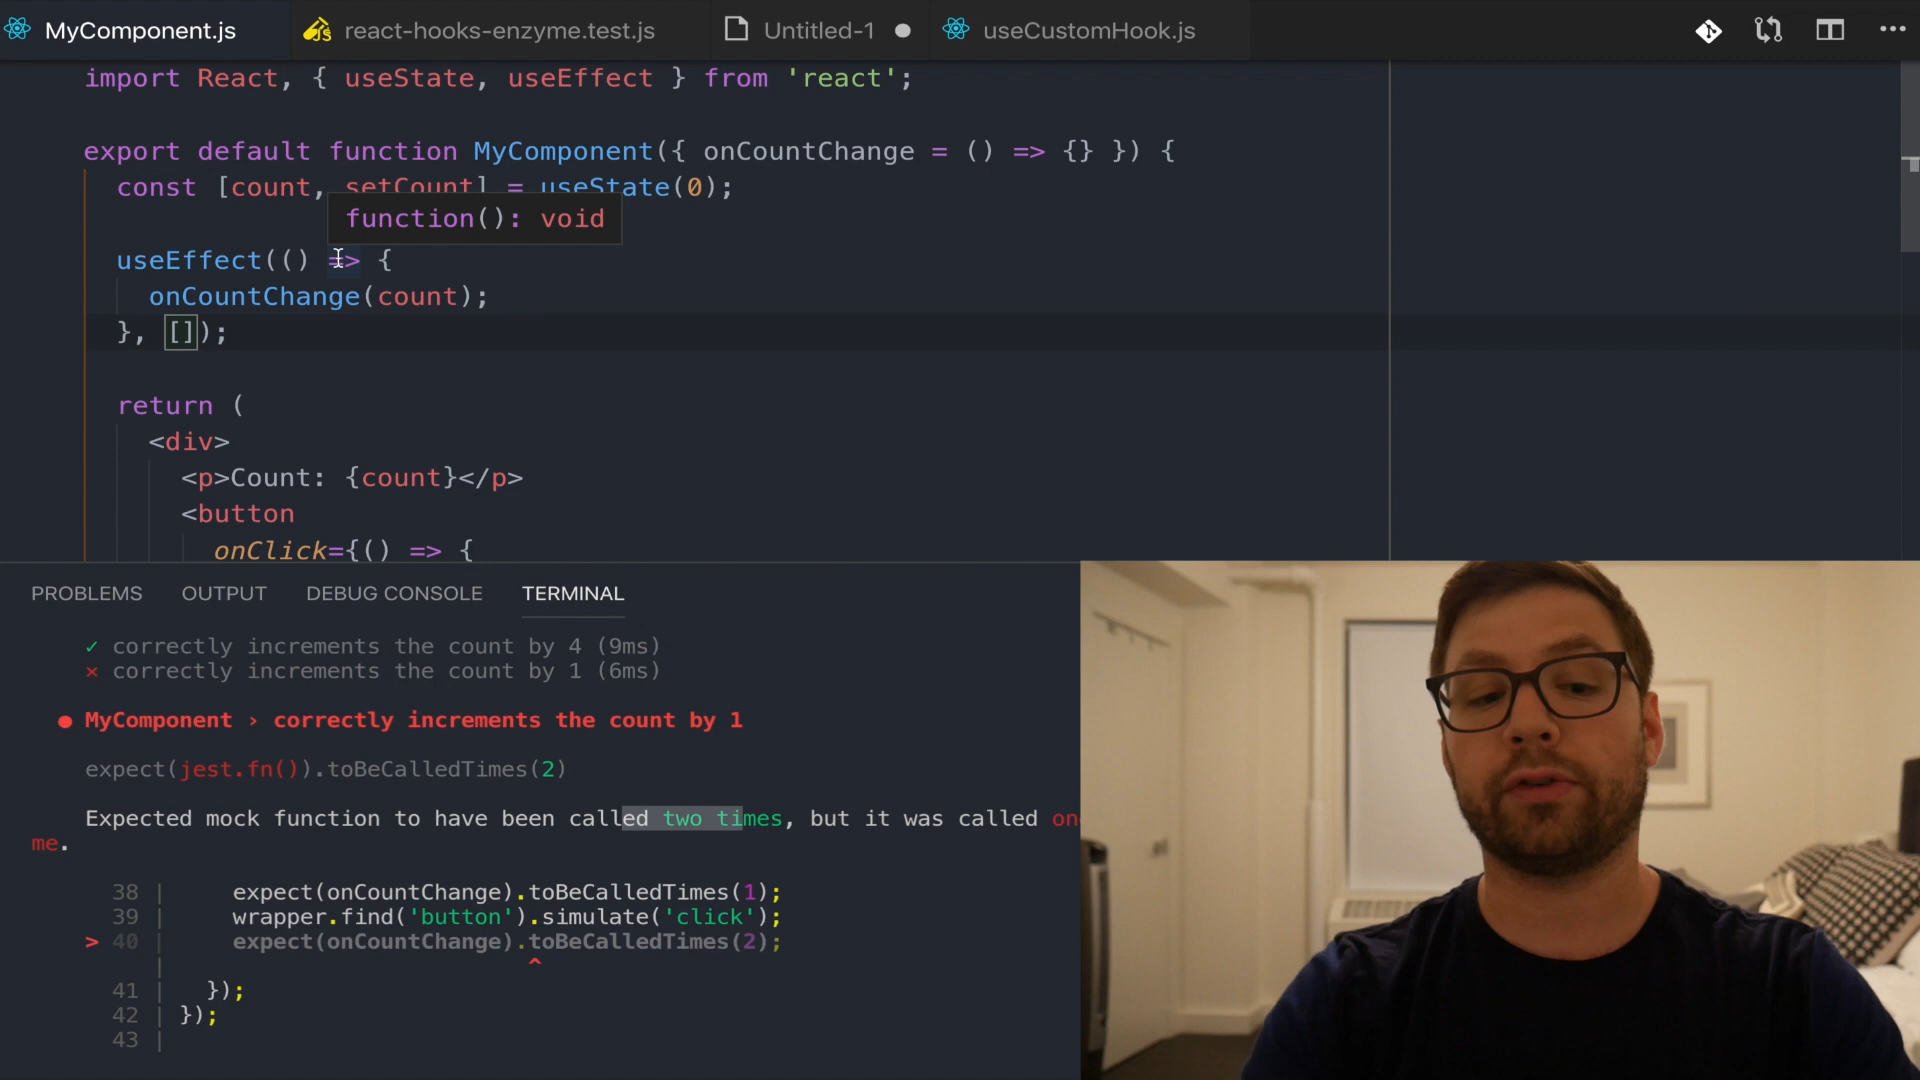 MyComponent.js
react-hooks-enzyme.test.js
Untitled-1
useCustomHook.js
import React, { useState, useEffect } from 'react';
export default function MyComponent({ onCountChange = () => {} }) {
const [count, setCount] = useState(0);
function(): void
useEffect(() => {
onCountChange(count);
}, []);
return (
<div>
<p>Count: {count}</p>
<button
onClick={() => {
PROBLEMS OUTPUT DEBUG CONSOLE TERMINAL
✓ correctly increments the count by 4 (9ms)
✕ correctly increments the count by 1 (6ms)
● MyComponent › correctly increments the count by 1
expect(jest.fn()).toBeCalledTimes(2)
Expected mock function to have been called two times, but it was called on
me.
38 | expect(onCountChange).toBeCalledTimes(1);
39 | wrapper.find('button').simulate('click');
> 40 | expect(onCountChange).toBeCalledTimes(2);
| ^
41 | });
42 | });
43 |